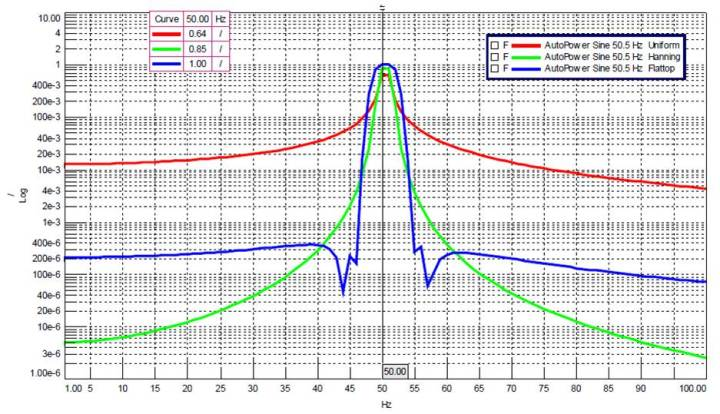 10.00
4
2
1
400e-3
200e-3
100e-3
40e-3
20e-3
10e-3
4e-3
2e-3
1e-3
400e-6
200e-6
100e-6
40e-6
20e-6
10e-6
3e-6
1.00e-6
/
Log
Curve 50.00 Hz
0.64 /
0.85 /
1.00 /
F AutoPower Sine 50.5 Hz Uniform
F AutoPower Sine 50.5 Hz Hanning
F AutoPower Sine 50.5 Hz Flattop
50.00
1.00 5 10 15 20 25 30 35 40 45 50 55 60 65 70 75 80 85 90 100.00
Hz